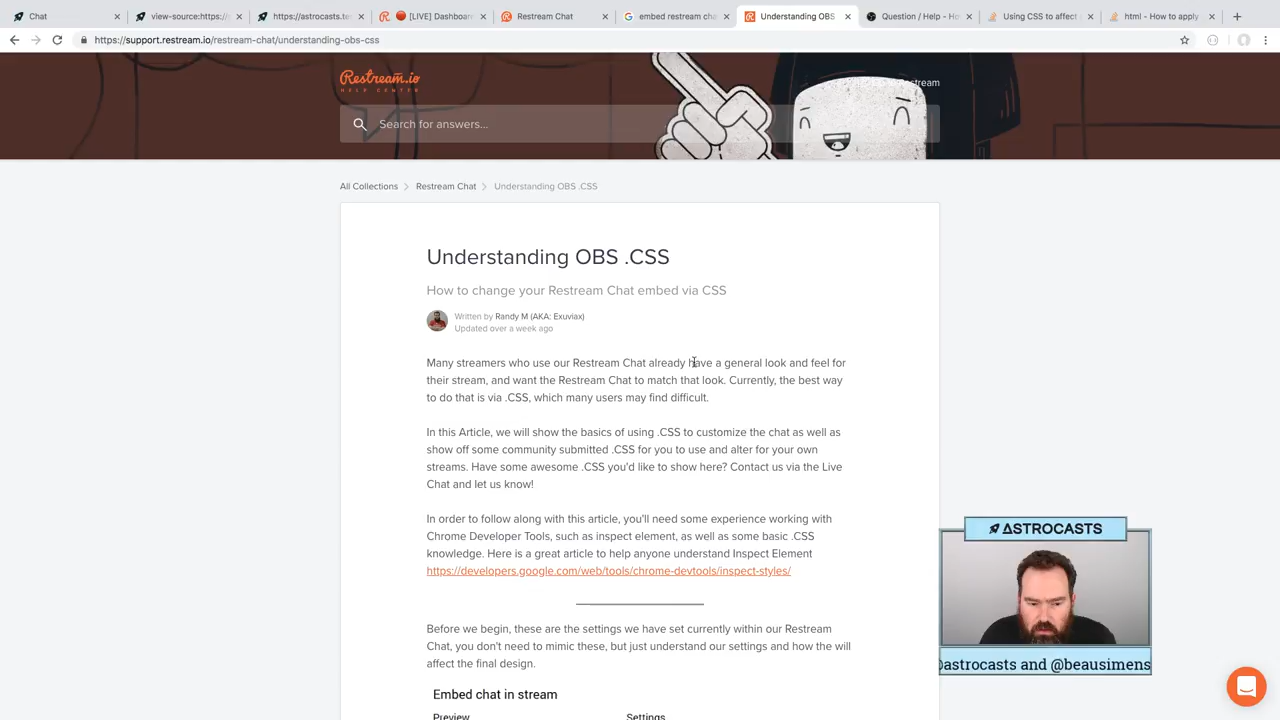 Chat
view-source:https://
https://astrocasts.te
[LIVE] Dashboar
Restream Chat
embed restream cha
Understanding OBS
Question / Help - Ho
Using CSS to affect
html - How to apply
https://support.restream.io/restream-chat/understanding-obs-css
Restream.io
HELP CENTER
stream
Search for answers...
All Collections
Restream Chat
Understanding OBS .CSS
Understanding OBS .CSS
How to change your Restream Chat embed via CSS
Written by Randy M (AKA: Exuviax)
Updated over a week ago
Many streamers who use our Restream Chat already have a general look and feel for
their stream, and want the Restream Chat to match that look. Currently, the best way
to do that is via .CSS, which many users may find difficult.
In this Article, we will show the basics of using .CSS to customize the chat as well as
show off some community submitted .CSS for you to use and alter for your own
streams. Have some awesome .CSS you'd like to show here? Contact us via the Live
Chat and let us know!
In order to follow along with this article, you'll need some experience working with
Chrome Developer Tools, such as inspect element, as well as some basic .CSS
knowledge. Here is a great article to help anyone understand Inspect Element
https://developers.google.com/web/tools/chrome-devtools/inspect-styles/
Before we begin, these are the settings we have set currently within our Restream
Chat, you don't need to mimic these, but just understand our settings and how the will
affect the final design.
Embed chat in stream
Preview
Settings
ASTROCASTS
@astrocasts and @beausimens